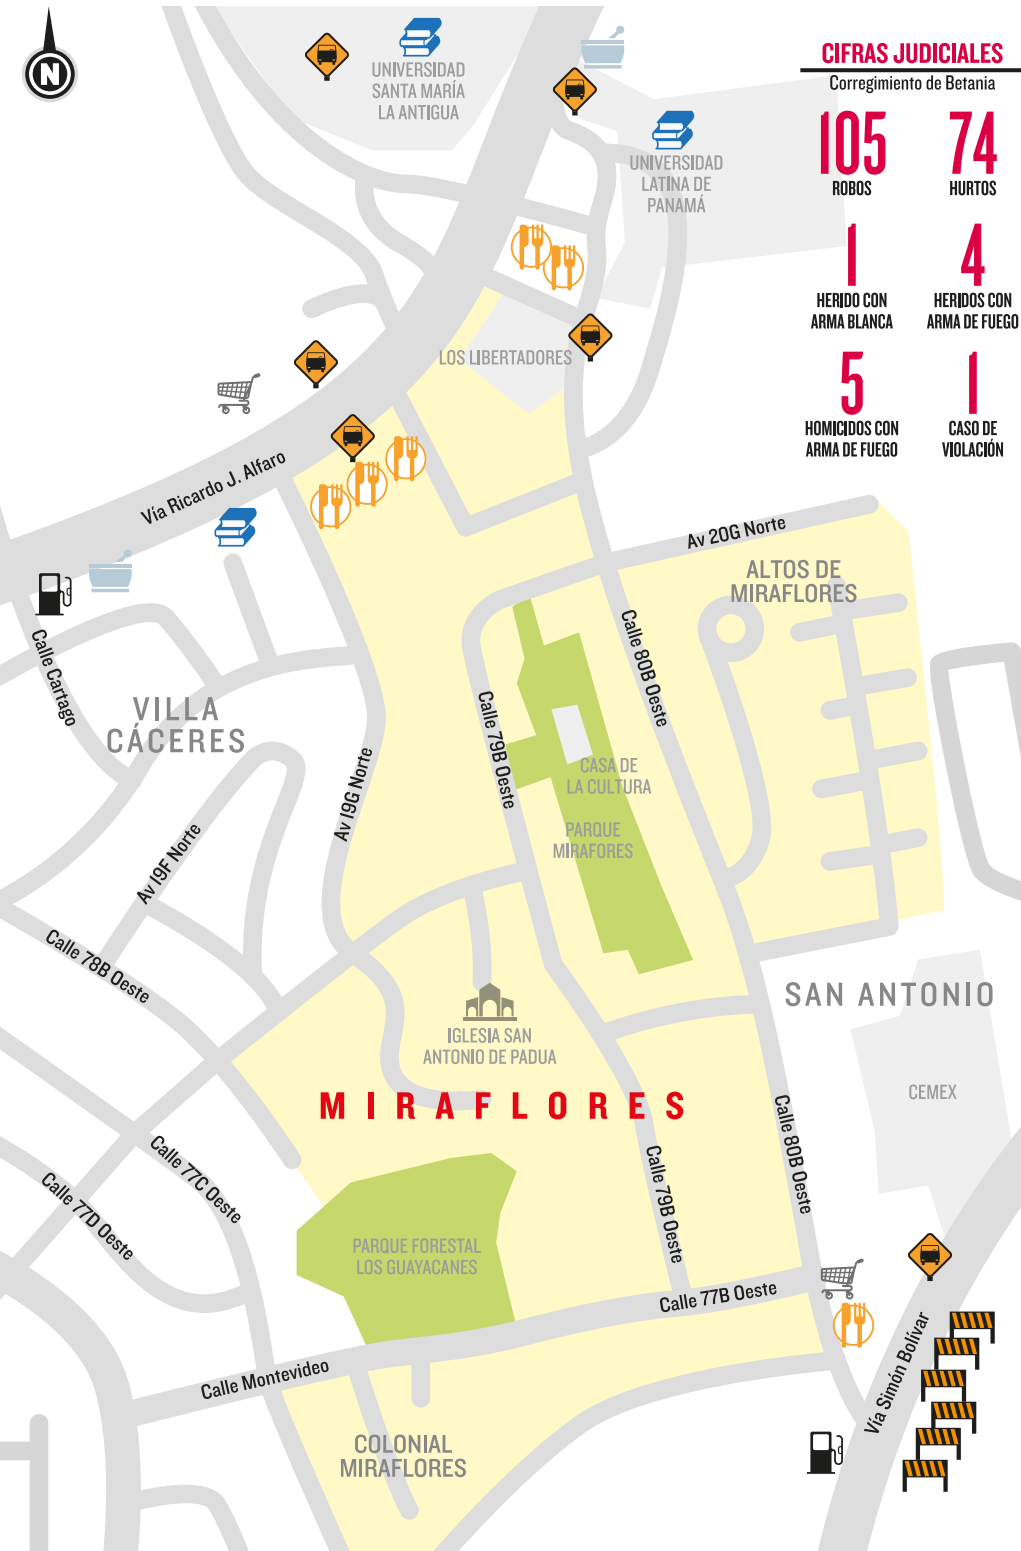 N
CIFRAS JUDICIALES
Corregimiento de Betania
105
ROBOS
74
HURTOS
1
HERIDO CON
ARMA BLANCA
4
HERIDOS CON
ARMA DE FUEGO
5
HOMICIDOS CON
ARMA DE FUEGO
1
CASO DE
VIOLACIÓN
UNIVERSIDAD
SANTA MARÍA
LA ANTIGUA
UNIVERSIDAD
LATINA DE
PANAMÁ
LOS LIBERTADORES
Vía Ricardo J. Alfaro
Av 20G Norte
ALTOS DE
MIRAFLORES
Calle Cartago
Calle 80B Oeste
VILLA
CÁCERES
Calle 79B Oeste
Av 19G Norte
CASA DE
LA CULTURA
PARQUE
MIRAFORES
Av 19F Norte
Calle 78B Oeste
SAN ANTONIO
IGLESIA SAN
ANTONIO DE PADUA
CEMEX
MIRAFLORES
Calle 80B Oeste
Calle 77C Oeste
Calle 79B Oeste
Calle 77D Oeste
PARQUE FORESTAL
LOS GUAYACANES
Calle 77B Oeste
Calle Montevideo
Vía Simón Bolívar
COLONIAL
MIRAFLORES